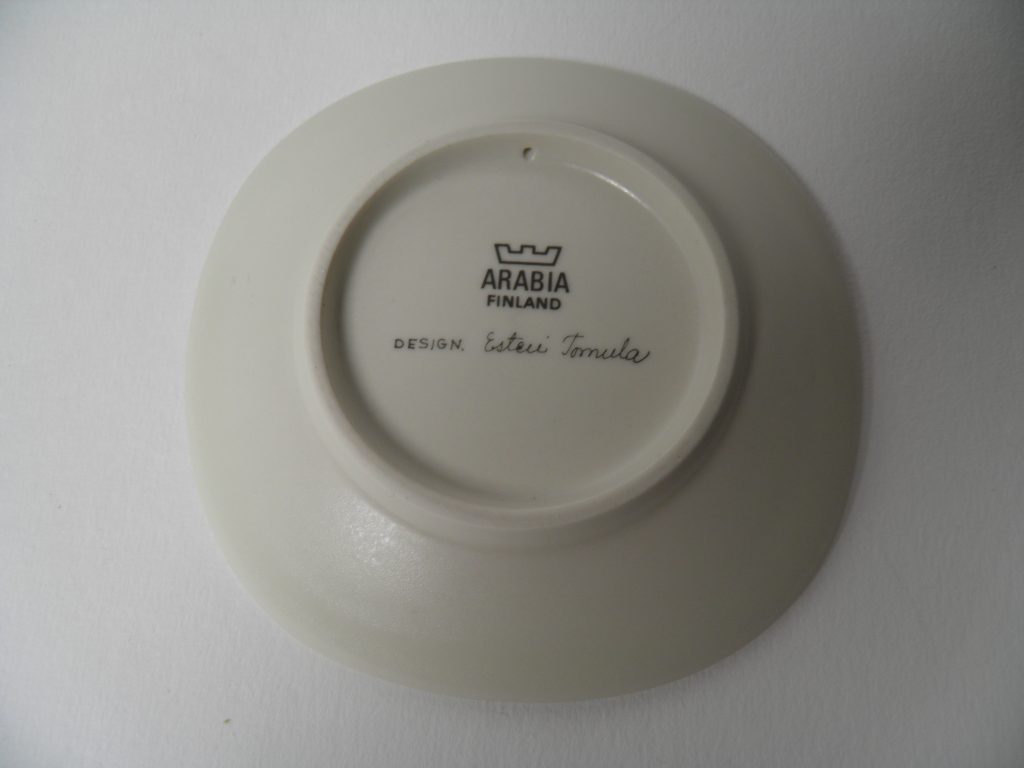 ARABIA
FINLAND
DESIGN. Esteri Tomula